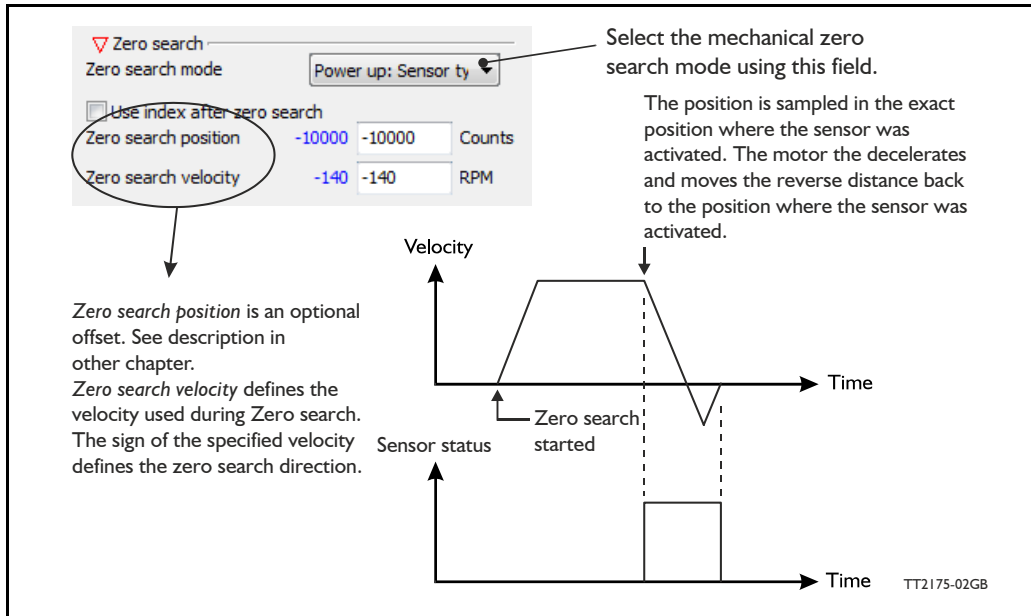 Zero search
Zero search mode
Power up: Sensor ty
Use index after zero search
Zero search position -10000 -10000 Counts
Zero search velocity -140 -140 RPM
Select the mechanical zero
search mode using this field.
The position is sampled in the exact
position where the sensor was
activated. The motor the decelerates
and moves the reverse distance back
to the position where the sensor was
activated.
Zero search position is an optional
offset. See description in
other chapter.
Zero search velocity defines the
velocity used during Zero search.
The sign of the specified velocity
defines the zero search direction.
Velocity
Time
Zero search
started
Sensor status
Time
TT2175-02GB